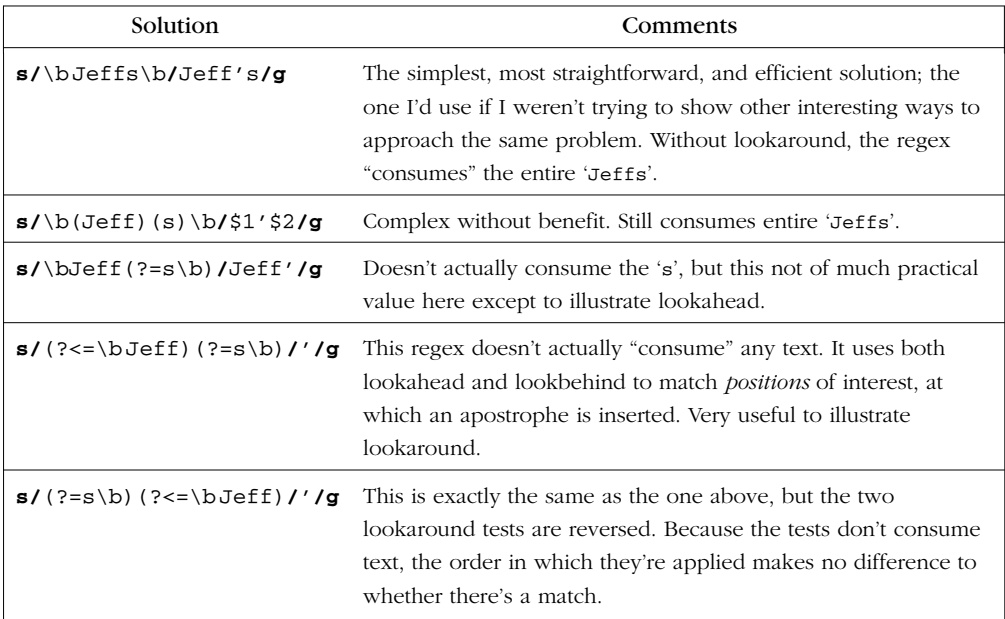 Solution Comments
s/\bJeffs\b/Jeff's/g The simplest, most straightforward, and efficient solution; the
one I'd use if I weren't trying to show other interesting ways to
approach the same problem. Without lookaround, the regex
“consumes” the entire ‘Jeffs’.
s/\b(Jeff)(s)\b/$1'$2/g Complex without benefit. Still consumes entire ‘Jeffs’.
s/\bJeff(?=s\b)/Jeff'/g Doesn't actually consume the ‘s’, but this not of much practical
value here except to illustrate lookahead.
s/(?<=\bJeff)(?=s\b)/'/g This regex doesn't actually “consume” any text. It uses both
lookahead and lookbehind to match positions of interest, at
which an apostrophe is inserted. Very useful to illustrate
lookaround.
s/(?=s\b)(?<=\bJeff)/'/g This is exactly the same as the one above, but the two
lookaround tests are reversed. Because the tests don't consume
text, the order in which they're applied makes no difference to
whether there's a match.